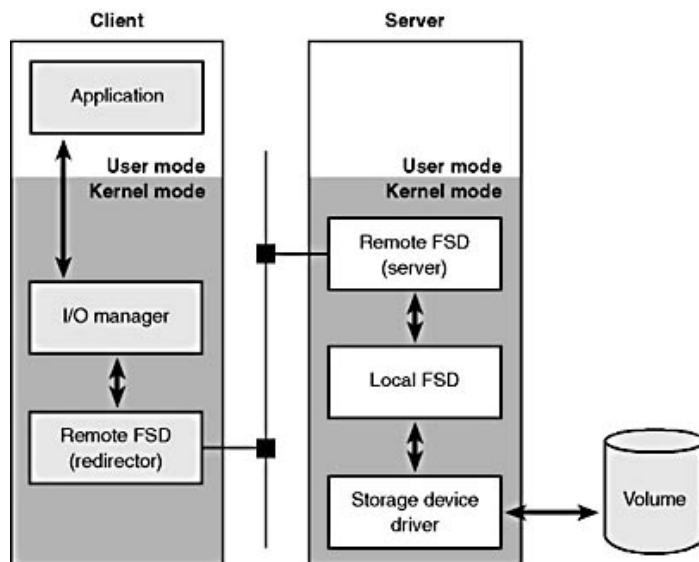 Client
Application
User mode
Kernel mode
I/O manager
Remote FSD
(redirector)
Server
User mode
Kernel mode
Remote FSD
(server)
Local FSD
Storage device
driver
Volume